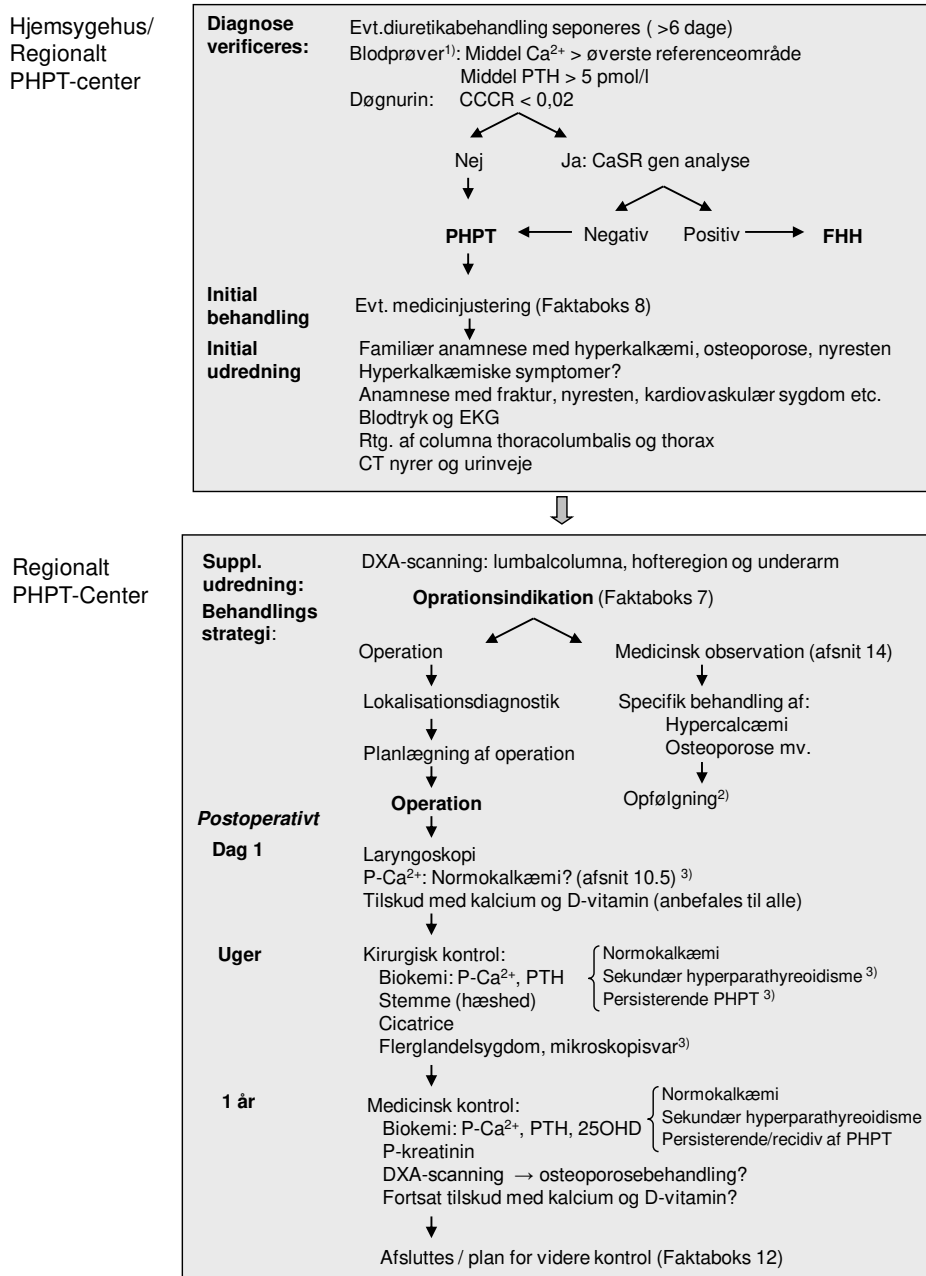 Hjemsygehus/
Regionalt
PHPT-center
Diagnose
verificeres:
Evt.diuretikabehandling seponeres ( >6 dage)
Blodprøver1): Middel Ca2+ > øverste referenceområde
Middel PTH > 5 pmol/l
Døgnurin: CCCR < 0,02
Nej
Ja: CaSR gen analyse
PHPT
Negativ
Positiv
FHH
Initial
behandling
Evt. medicinjustering (Faktaboks 8)
Initial
udredning
Familiær anamnese med hyperkalkæmi, osteoporose, nyresten
Hyperkalkæmiske symptomer?
Anamnese med fraktur, nyresten, kardiovaskulær sygdom etc.
Blodtryk og EKG
Rtg. af columna thoracolumbalis og thorax
CT nyrer og urinveje
Regionalt
PHPT-Center
Suppl.
udredning:
DXA-scanning: lumbalcolumna, hofteregion og underarm
Behandlings
strategi:
Oprationsindikation (Faktaboks 7)
Operation
Lokalisationsdiagnostik
Planlægning af operation
Operation
Medicinsk observation (afsnit 14)
Specifik behandling af:
Hypercalcæmi
Osteoporose mv.
Opfølgning2)
Postoperativt
Dag 1
Laryngoskopi
P-Ca2+: Normokalkæmi? (afsnit 10.5) 3)
Tilskud med kalcium og D-vitamin (anbefales til alle)
Uger
Kirurgisk kontrol:
Biokemi: P-Ca2+, PTH
Stemme (hæshed)
Cicatrice
Flerglandelsygdom, mikroskopisvar3)
Normokalkæmi
Sekundær hyperparathyreoidisme 3)
Persisterende PHPT 3)
1 år
Medicinsk kontrol:
Biokemi: P-Ca2+, PTH, 25OHD
P-kreatinin
DXA-scanning → osteoporosebehandling?
Fortsat tilskud med kalcium og D-vitamin?
Normokalkæmi
Sekundær hyperparathyreoidisme
Persisterende/recidiv af PHPT
Afsluttes / plan for videre kontrol (Faktaboks 12)